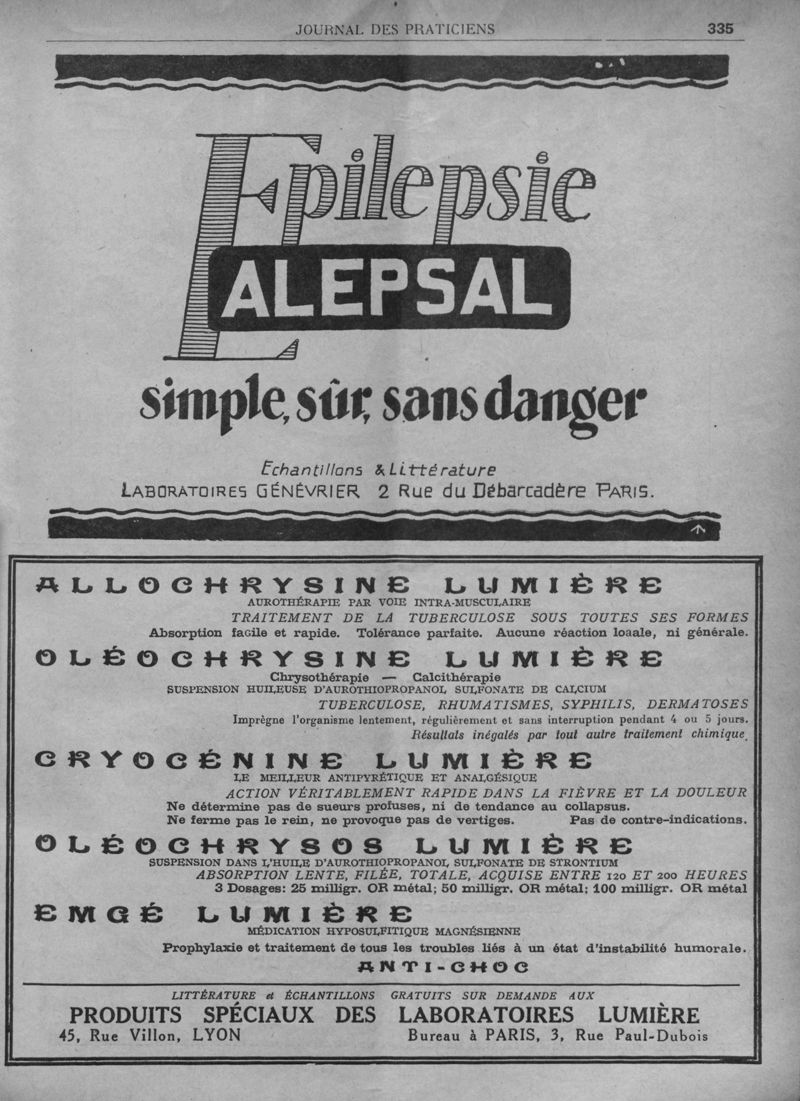 JOURNAL DES PRATICIENS 335
Epilepsie
ALEPSAL
simple, sûr, sans danger
Échantillons & Littérature
LABORATOIRES GÉNÉVRIER 2 Rue du Débarcadère PARIS.
ALLOCHRYSINE LUMIÈRE
AUROTHÉRAPIE PAR VOIE INTRA-MUSCULAIRE
TRAITEMENT DE LA TUBERCULOSE SOUS TOUTES SES FORMES
Absorption facile et rapide. Tolérance parfaite. Aucune réaction loaale, ni générale.
OLÉOCHRYSINE LUMIÈRE
Chrysothérapie — Calcithérapie
SUSPENSION HUILEUSE D'AUROTHIOPROPANOL SULFONATE DE CALCIUM
TUBERCULOSE, RHUMATISMES, SYPHILIS, DERMATOSES
Imprègne l'organisme lentement, régulièrement et sans interruption pendant 4 ou 5 jours.
Résultats inégalés par tout autre traitement chimique.
CRYOGÉNINE LUMIÈRE
LE MEILLEUR ANTIPYRÉTIQUE ET ANALGÉSIQUE
ACTION VÉRITABLEMENT RAPIDE DANS LA FIÈVRE ET LA DOULEUR
Ne détermine pas de sueurs profuses, ni de tendance au collapsus.
Ne ferme pas le rein, ne provoque pas de vertiges. Pas de contre-indications.
OLÉOCHRYSOS LUMIÈRE
SUSPENSION DANS L'HUILE D'AUROTHIOPROPANOL SULFONATE DE STRONTIUM
ABSORPTION LENTE, FILÉE, TOTALE, ACQUISE ENTRE 120 ET 200 HEURES
3 Dosages: 25 milligr. OR métal; 50 milligr. OR métal; 100 milligr. OR métal
EMGÉ LUMIÈRE
MÉDICATION HYPOSULFITIQUE MAGNÉSIENNE
Prophylaxie et traitement de tous les troubles liés à un état d'instabilité humorale.
ANTI-CHOC
LITTÉRATURE et ÉCHANTILLONS GRATUITS SUR DEMANDE AUX
PRODUITS SPÉCIAUX DES LABORATOIRES LUMIÈRE
45, Rue Villon, LYON Bureau à PARIS, 3, Rue Paul-Dubois